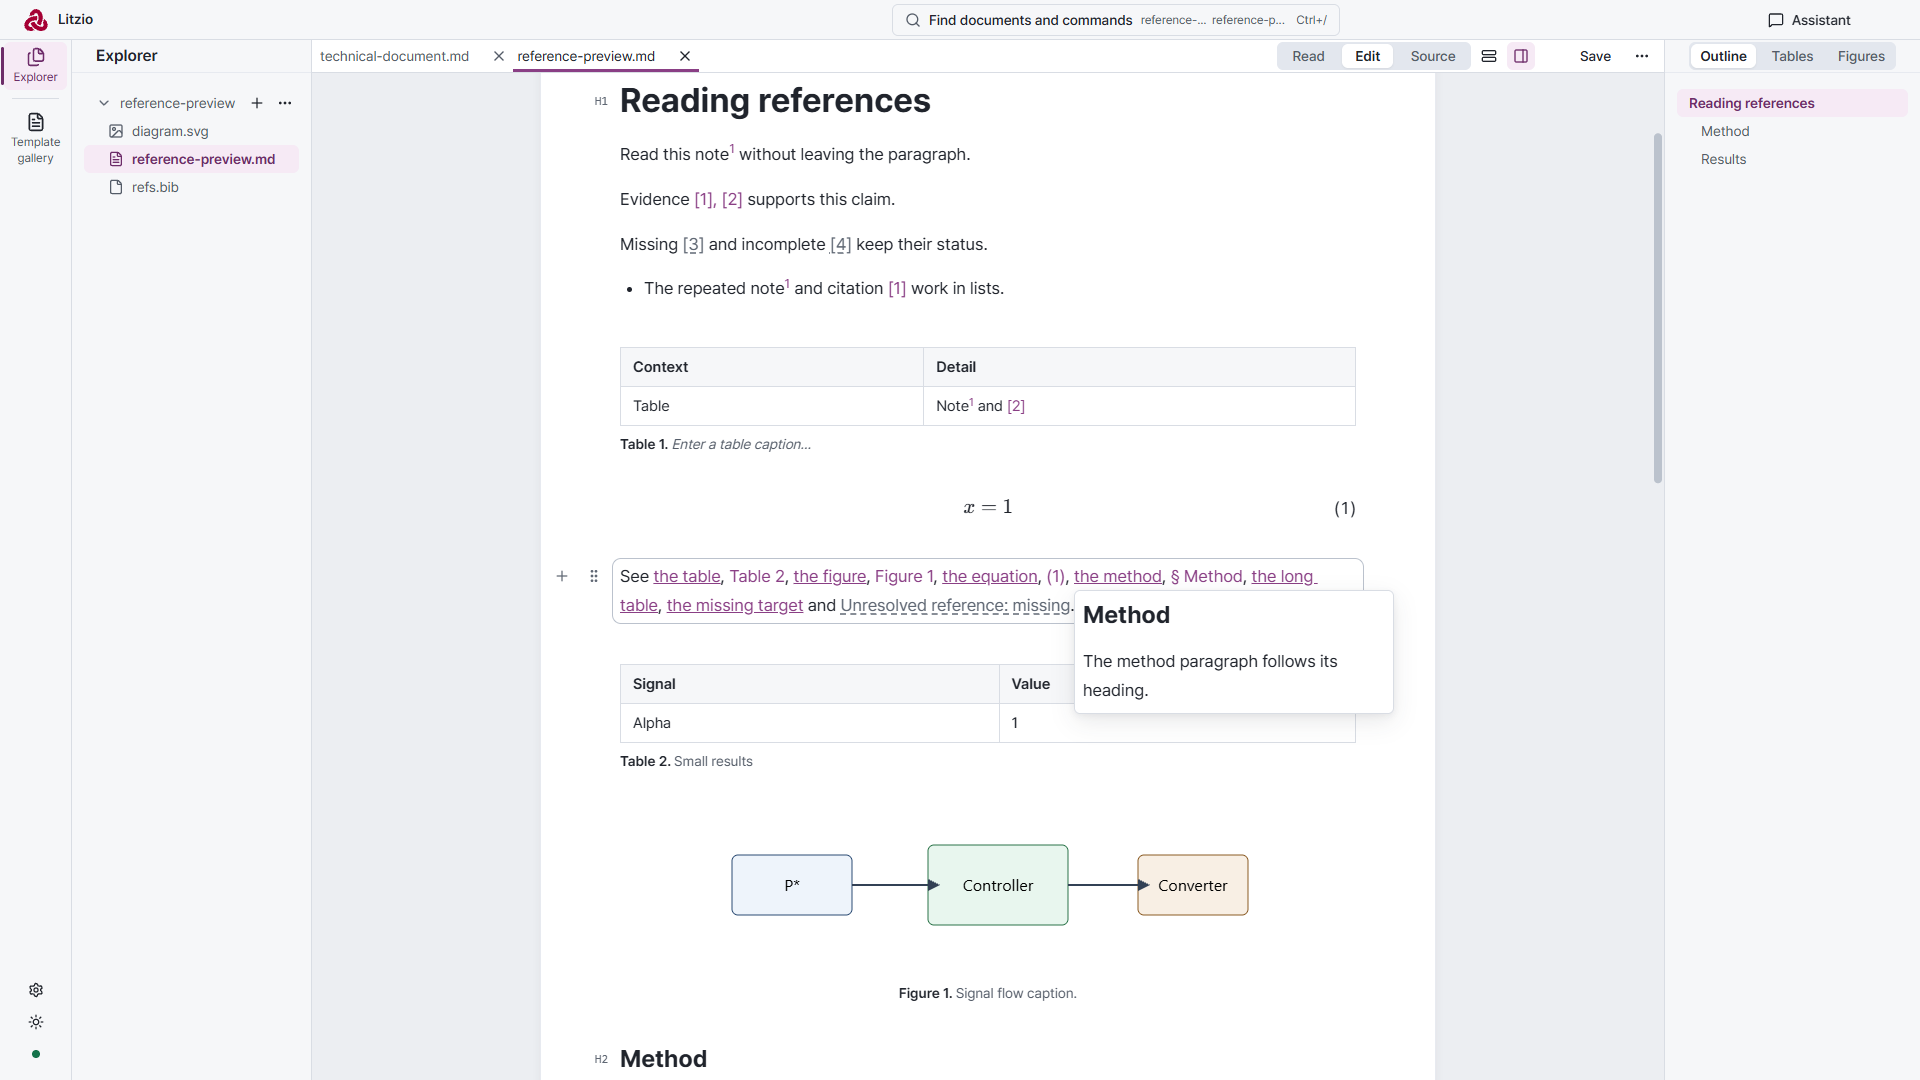 Litzio
Find documents and commands reference-... reference-p... Ctrl+/
Assistant
Explorer
Template
gallery
Explorer
reference-preview
diagram.svg
reference-preview.md
refs.bib
technical-document.md
reference-preview.md
Read
Edit
Source
Save
Outline
Tables
Figures
Reading references
Method
Results
H1 Reading references
Read this note1 without leaving the paragraph.
Evidence [1], [2] supports this claim.
Missing [3] and incomplete [4] keep their status.
• The repeated note1 and citation [1] work in lists.
Context Detail
Table Note1 and [2]
Table 1. Enter a table caption...
x = 1 (1)
See the table, Table 2, the figure, Figure 1, the equation, (1), the method, § Method, the long
table, the missing target and Unresolved reference: missing.
Method
The method paragraph follows its
heading.
Signal Value
Alpha 1
Table 2. Small results
P*
Controller
Converter
Figure 1. Signal flow caption.
H2 Method